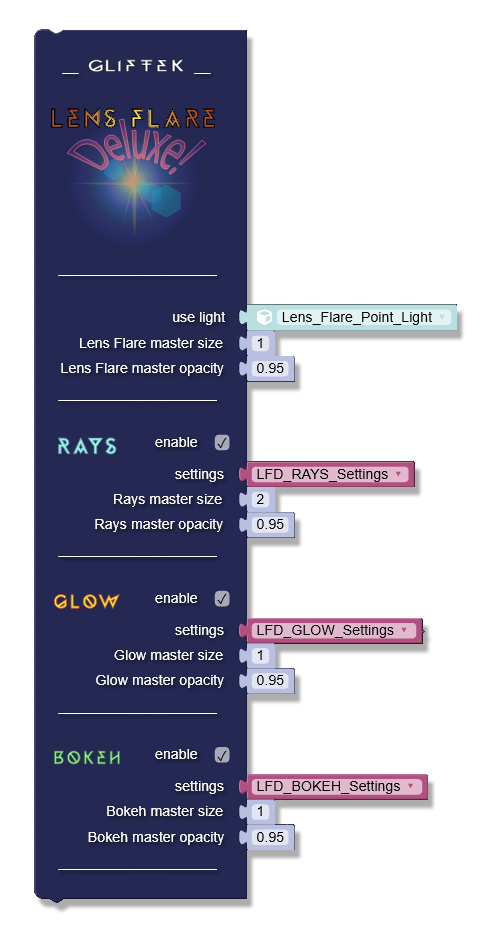 __ GLIFTEK __
LENS FLARE
Deluxe!
use light Lens_Flare_Point_Light
Lens Flare master size 1
Lens Flare master opacity 0.95
RAYS enable
settings LFD_RAYS_Settings
Rays master size 2
Rays master opacity 0.95
GLOW enable
settings LFD_GLOW_Settings
Glow master size 1
Glow master opacity 0.95
BOKEH enable
settings LFD_BOKEH_Settings
Bokeh master size 1
Bokeh master opacity 0.95